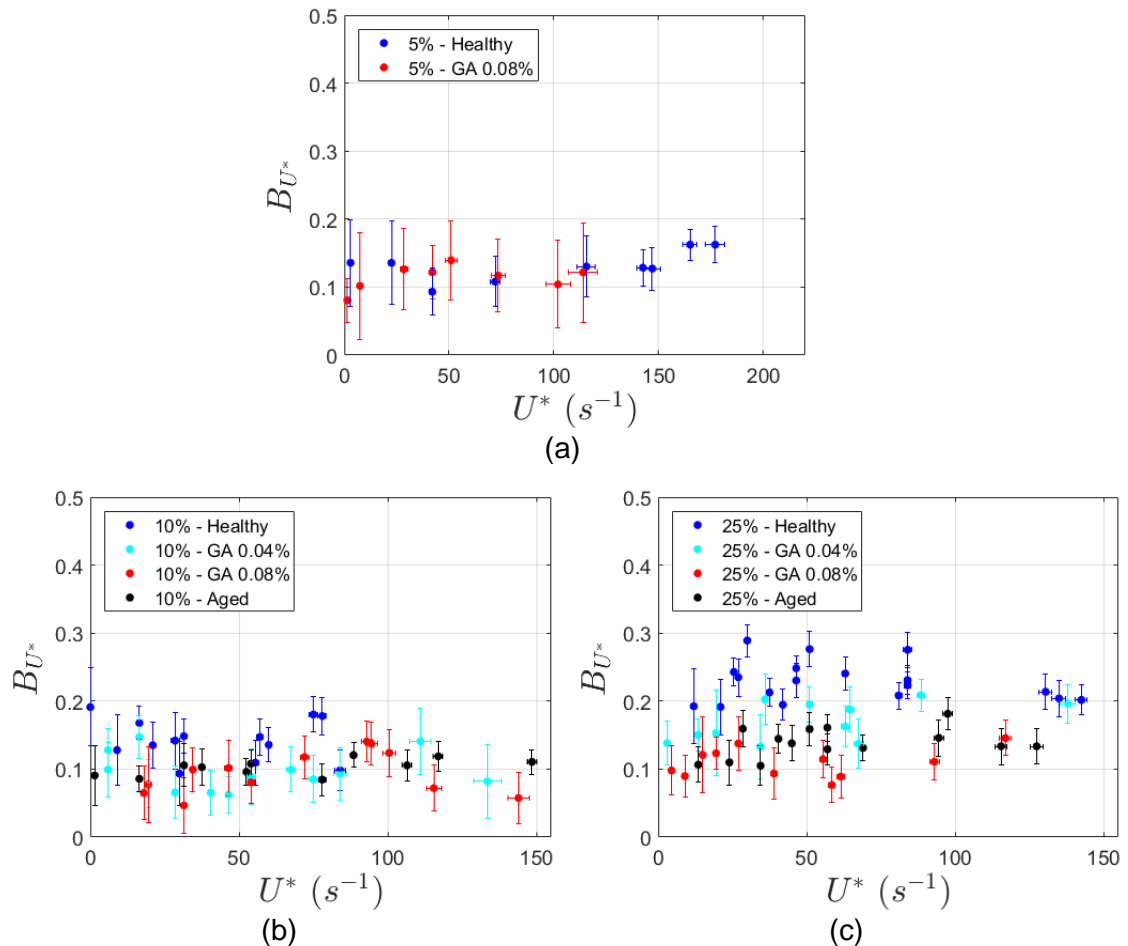 0.5
5% - Healthy
5% - GA 0.08%
0.4
0.3
0.2
0.1
0
B_{U*}
0 50 100 150 200
U* (s⁻¹)
(a)
0.5
10% - Healthy
10% - GA 0.04%
10% - GA 0.08%
10% - Aged
0.4
0.3
0.2
0.1
0
B_{U*}
0 50 100 150
U* (s⁻¹)
(b)
0.5
25% - Healthy
25% - GA 0.04%
25% - GA 0.08%
25% - Aged
0.4
0.3
0.2
0.1
0
B_{U*}
0 50 100 150
U* (s⁻¹)
(c)